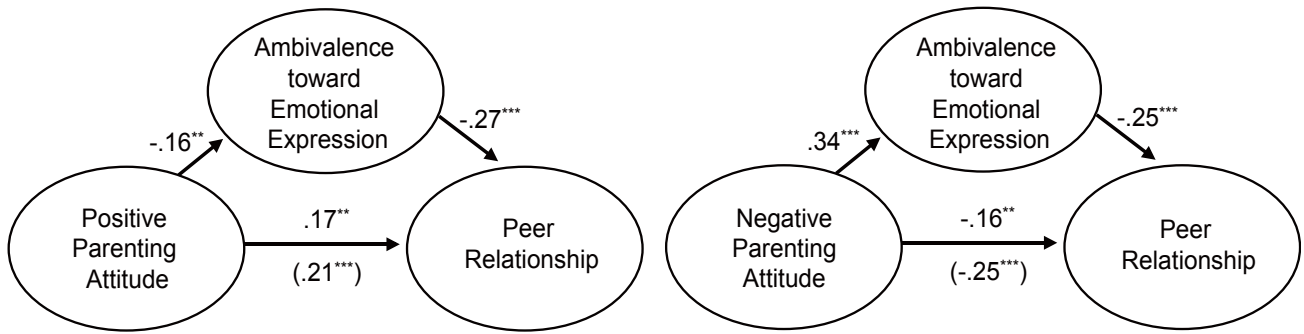 Ambivalence
toward
Emotional
Expression
-.16**
-.27***
Positive
Parenting
Attitude
.17**
(.21***)
Peer
Relationship
Ambivalence
toward
Emotional
Expression
.34***
-.25***
Negative
Parenting
Attitude
-.16**
(-.25***)
Peer
Relationship